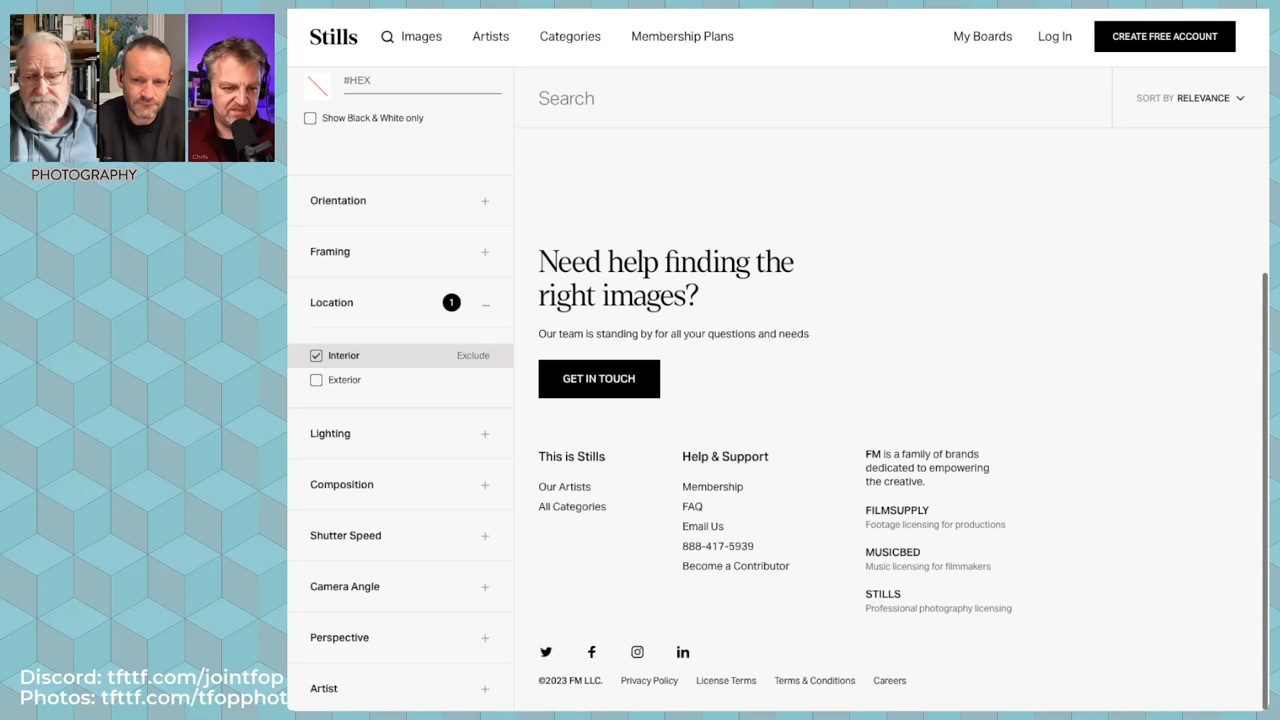 Stills
Images
Artists
Categories
Membership Plans
My Boards
Log In
CREATE FREE ACCOUNT
#HEX
Show Black & White only
Search
SORT BY RELEVANCE
Chris
PHOTOGRAPHY
Orientation
Framing
Location
1
Interior
Exclude
Exterior
Lighting
Composition
Shutter Speed
Camera Angle
Perspective
Artist
Need help finding the
right images?
Our team is standing by for all your questions and needs
GET IN TOUCH
This is Stills
Our Artists
All Categories
Help & Support
Membership
FAQ
Email Us
888-417-5939
Become a Contributor
FM is a family of brands
dedicated to empowering
the creative.
FILMSUPPLY
Footage licensing for productions
MUSICBED
Music licensing for filmmakers
STILLS
Professional photography licensing
©2023 FM LLC.
Privacy Policy
License Terms
Terms & Conditions
Careers
Discord: tfttf.com/jointfop
Photos: tfttf.com/tfopphot